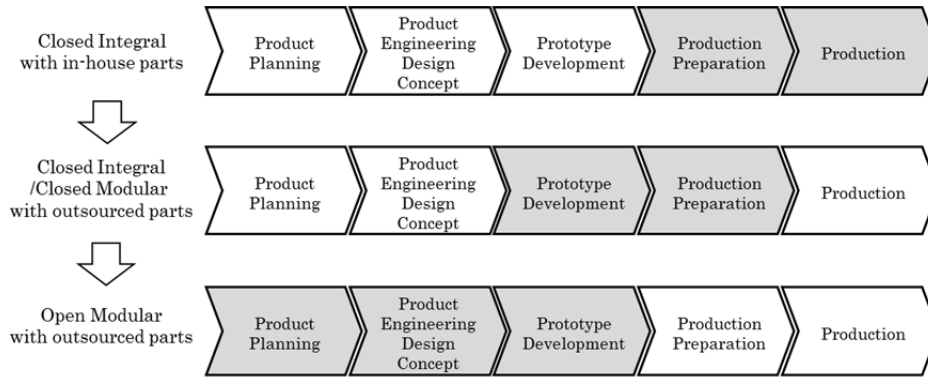 Closed Integral
with in-house parts
Product
Planning
Product
Engineering
Design
Concept
Prototype
Development
Production
Preparation
Production
Closed Integral
/Closed Modular
with outsourced parts
Product
Planning
Product
Engineering
Design
Concept
Prototype
Development
Production
Preparation
Production
Open Modular
with outsourced parts
Product
Planning
Product
Engineering
Design
Concept
Prototype
Development
Production
Preparation
Production